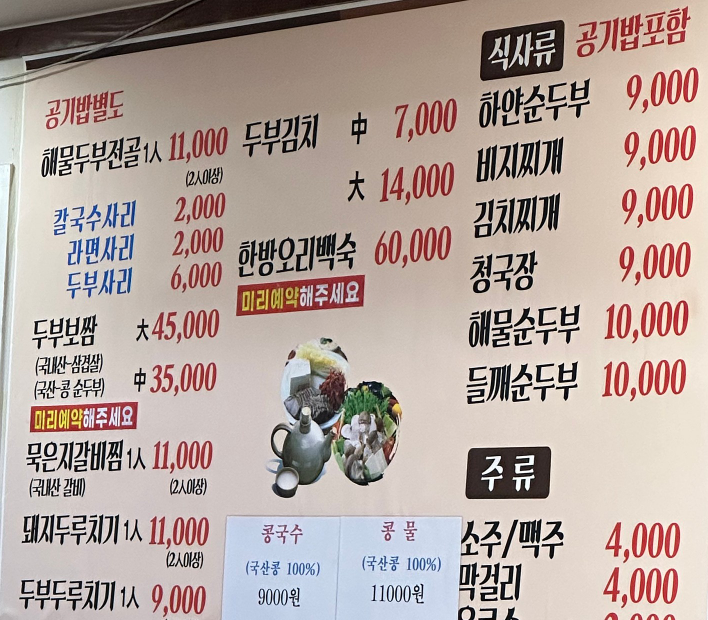 공기밥별도
해물두부전골 1人 11,000
(2人이상)
칼국수사리 2,000
라면사리 2,000
두부사리 6,000
두부보쌈 大 45,000
(국내산-삼겹살)
(국산-콩 순두부) 中 35,000
미리예약해주세요
묵은지갈비찜 1人 11,000
(국내산 갈비) (2人이상)
돼지두루치기 1人 11,000
(2人이상)
두부두루치기 1人 9,000
두부김치 中 7,000
大 14,000
한방오리백숙 60,000
미리예약해주세요
콩국수
(국산콩 100%)
9000원
콩 물
(국산콩 100%)
11000원
식사류 공기밥포함
하얀순두부 9,000
비지찌개 9,000
김치찌개 9,000
청국장 9,000
해물순두부 10,000
들깨순두부 10,000
주류
소주/맥주 4,000
막걸리 4,000